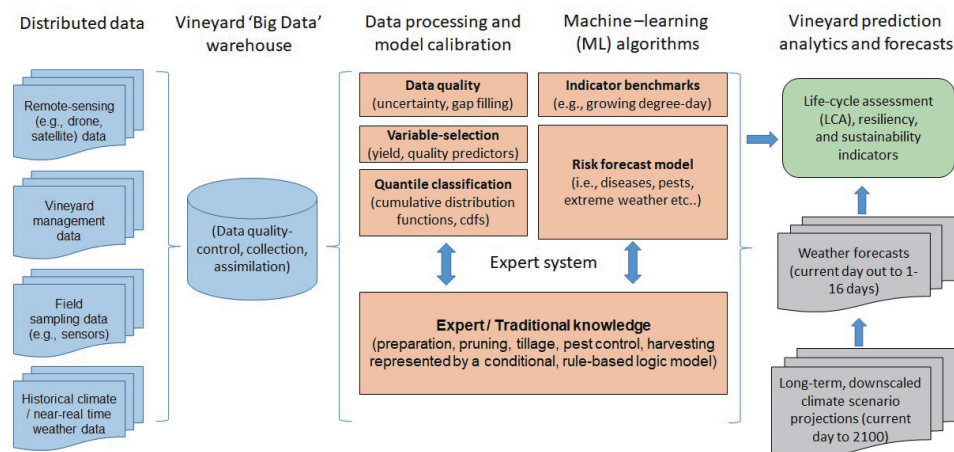 Distributed data
Vineyard ‘Big Data’
warehouse
Data processing and
model calibration
Machine –learning
(ML) algorithms
Vineyard prediction
analytics and forecasts
Remote-sensing
(e.g., drone,
satellite) data
Vineyard
management
data
Field
sampling data
(e.g., sensors)
Historical climate
/ near-real time
weather data
(Data quality-
control, collection,
assimilation)
Data quality
(uncertainty, gap filling)
Variable-selection
(yield, quality predictors)
Quantile classification
(cumulative distribution
functions, cdfs)
Indicator benchmarks
(e.g., growing degree-day)
Risk forecast model
(i.e., diseases, pests,
extreme weather etc..)
Expert system
Expert / Traditional knowledge
(preparation, pruning, tillage, pest control, harvesting
represented by a conditional, rule-based logic model)
Life-cycle assessment
(LCA), resiliency,
and sustainability
indicators
Weather forecasts
(current day out to 1-
16 days)
Long-term, downscaled
climate scenario
projections (current
day to 2100)